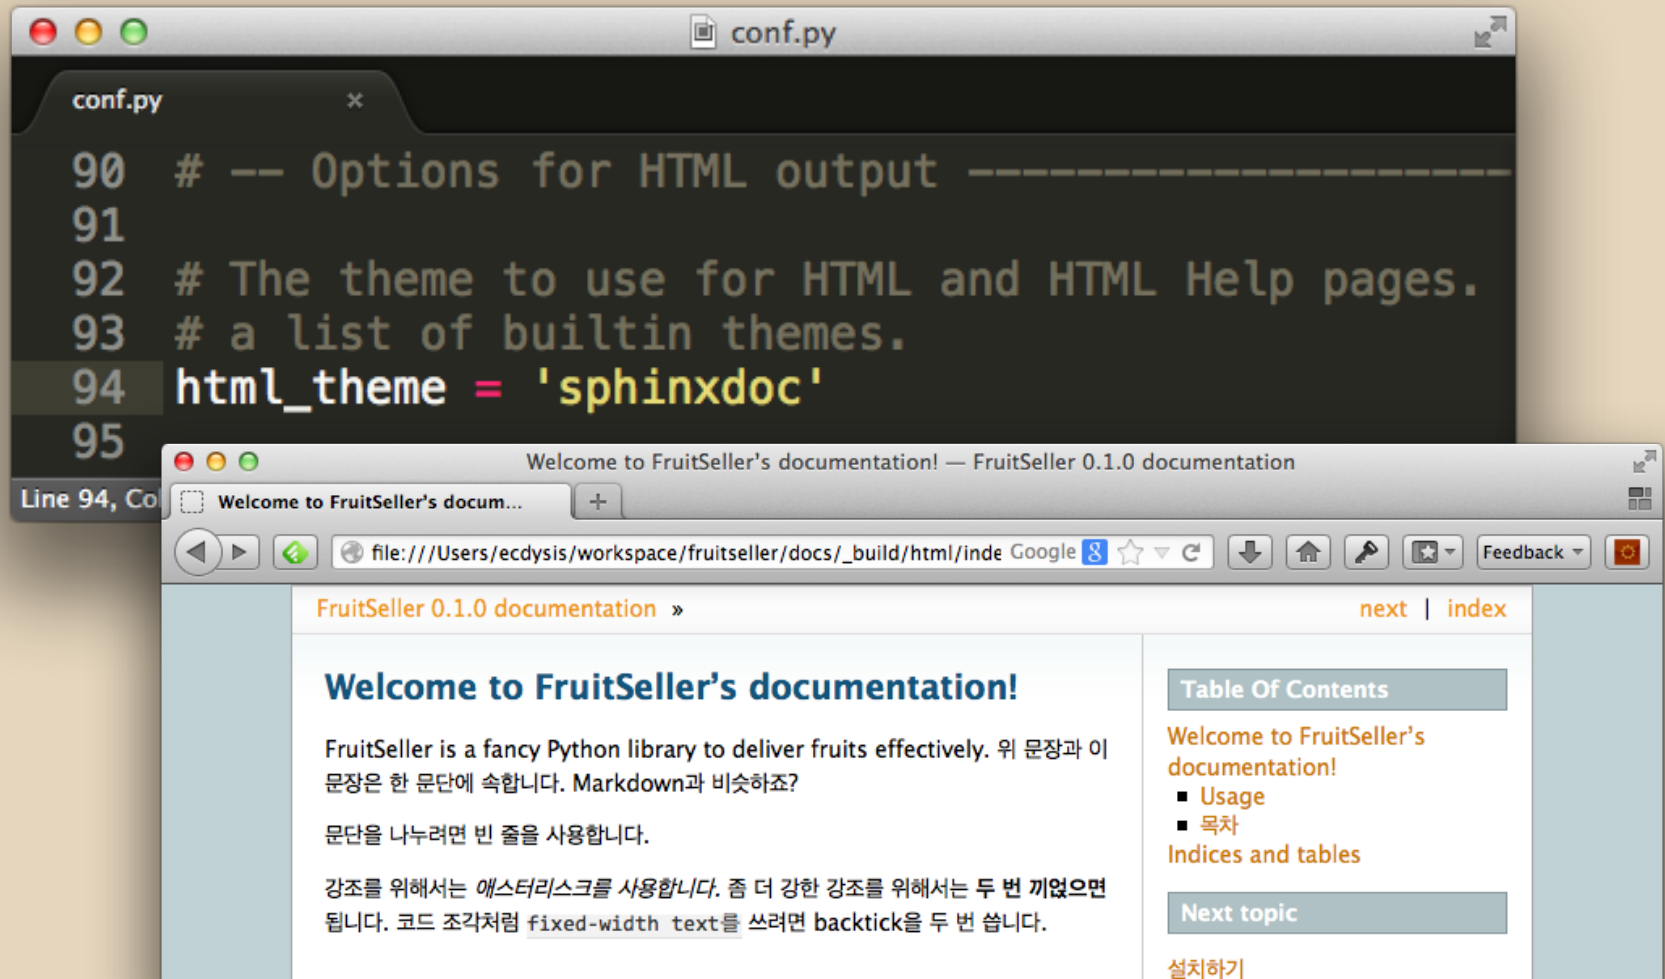 conf.py
conf.py ×
90 # -- Options for HTML output --------------------
91
92 # The theme to use for HTML and HTML Help pages.
93 # a list of builtin themes.
94 html_theme = 'sphinxdoc'
95
Line 94, Col
Welcome to FruitSeller's documentation! — FruitSeller 0.1.0 documentation
Welcome to FruitSeller's docum... +
file:///Users/ecdysis/workspace/fruitseller/docs/_build/html/inde Google 8 Feedback
FruitSeller 0.1.0 documentation » next | index
Welcome to FruitSeller's documentation!
FruitSeller is a fancy Python library to deliver fruits effectively. 위 문장과 이
문장은 한 문단에 속합니다. Markdown과 비슷하죠?
문단을 나누려면 빈 줄을 사용합니다.
강조를 위해서는 애스터리스크를 사용합니다. 좀 더 강한 강조를 위해서는 두 번 끼얹으면
됩니다. 코드 조각처럼 fixed-width text를 쓰려면 backtick을 두 번 씁니다.
Table Of Contents
Welcome to FruitSeller's
documentation!
Usage
목차
Indices and tables
Next topic
설치하기